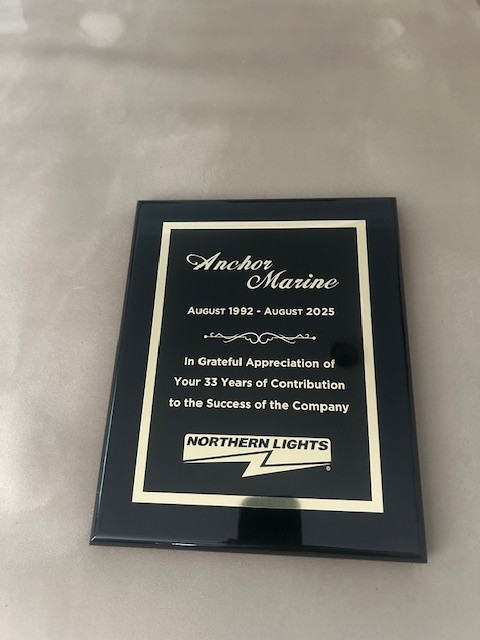 Anchor
Marine
AUGUST 1992 - AUGUST 2025
In Grateful Appreciation of
Your 33 Years of Contribution
to the Success of the Company
NORTHERN LIGHTS
®